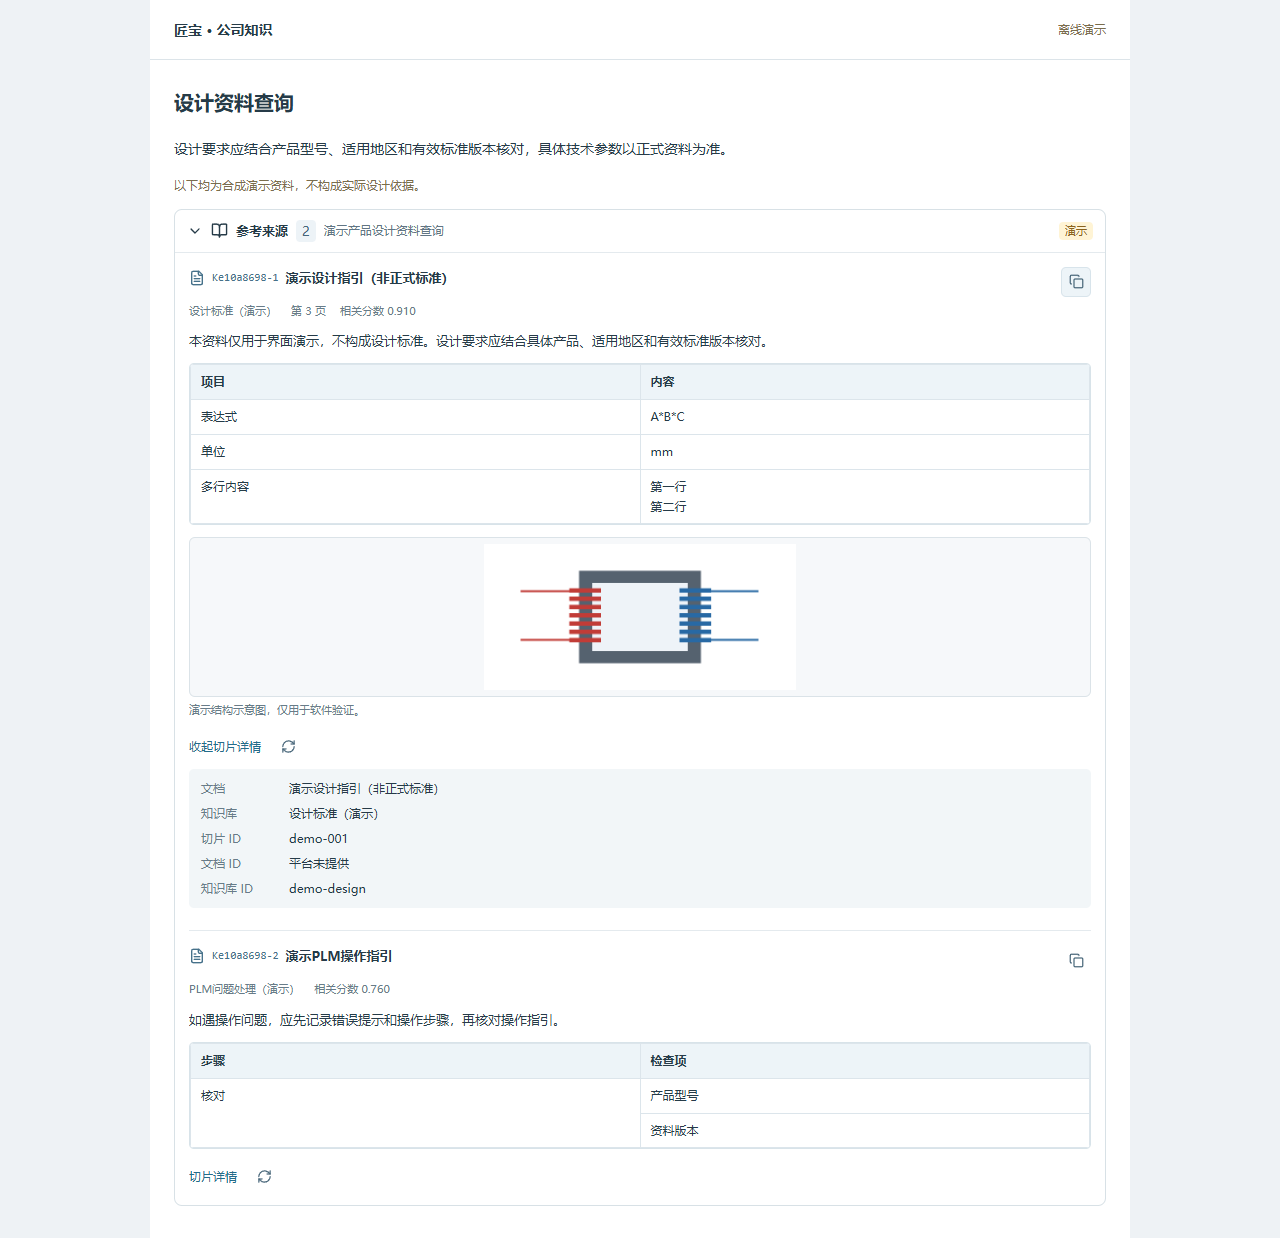 匠宝 • 公司知识
离线演示
设计资料查询
设计要求应结合产品型号、适用地区和有效标准版本核对，具体技术参数以正式资料为准。
以下均为合成演示资料，不构成实际设计依据。
参考来源 2 演示产品设计资料查询
演示
Ke10a8698-1 演示设计指引（非正式标准）
设计标准（演示） 第 3 页 相关分数 0.910
本资料仅用于界面演示，不构成设计标准。设计要求应结合具体产品、适用地区和有效标准版本核对。
项目 内容
表达式 A*B*C
单位 mm
多行内容 第一行
第二行
演示结构示意图，仅用于软件验证。
收起切片详情
文档 演示设计指引（非正式标准）
知识库 设计标准（演示）
切片 ID demo-001
文档 ID 平台未提供
知识库 ID demo-design
Ke10a8698-2 演示PLM操作指引
PLM问题处理（演示） 相关分数 0.760
如遇操作问题，应先记录错误提示和操作步骤，再核对操作指引。
步骤 检查项
核对 产品型号
资料版本
切片详情